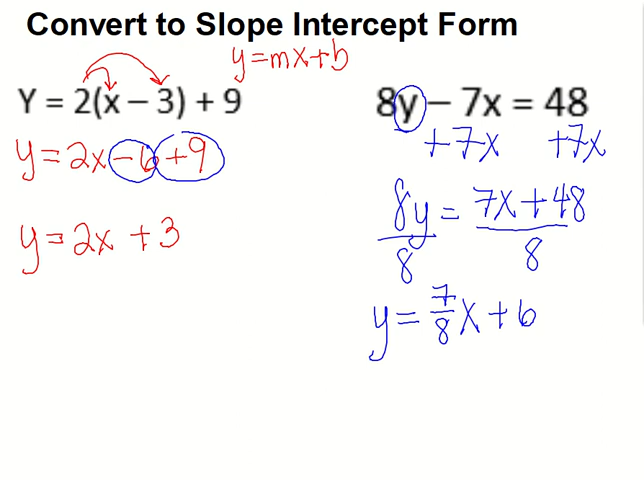 Convert to Slope Intercept Form
y=mx+b
Y = 2(x − 3) + 9
y=2x −6 +9
y=2x +3
8y − 7x = 48
+7x +7x
8y = 7x+48
8 8
y = 7/8 x + 6